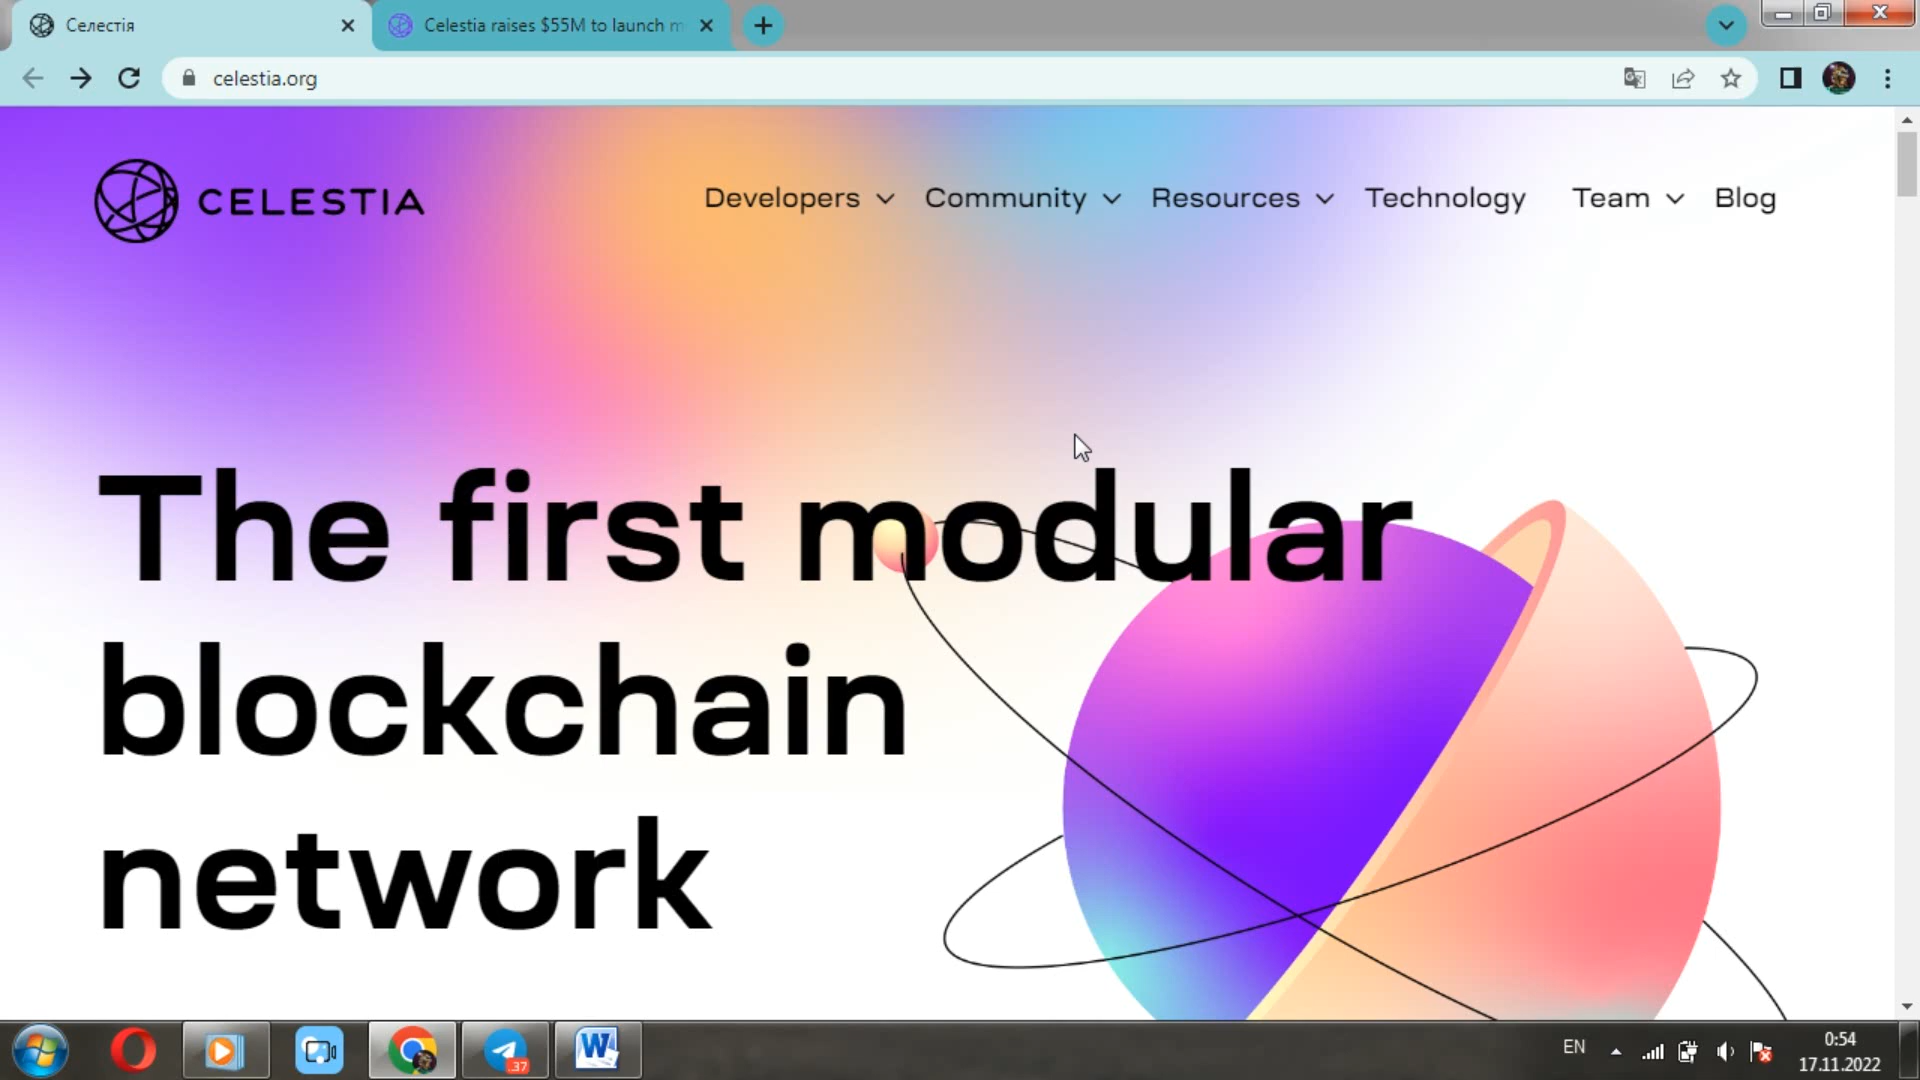 Селестія
Celestia raises $55M to launch m
celestia.org
CELESTIA
Developers
Community
Resources
Technology
Team
Blog
The first modular
blockchain
network
W
37
EN
0:54
17.11.2022